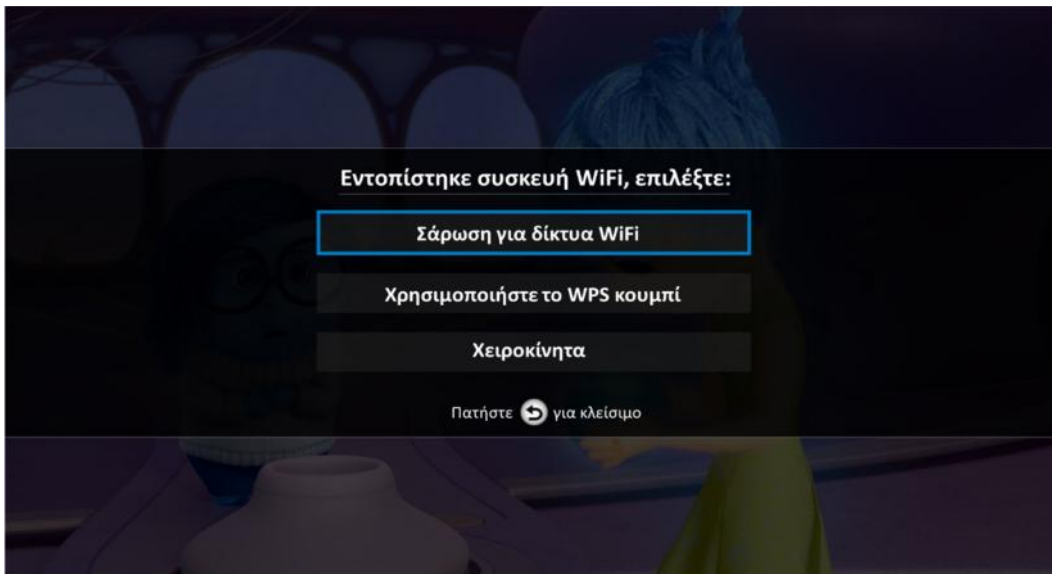 Εντοπίστηκε συσκευή WiFi, επιλέξτε:
Σάρωση για δίκτυα WiFi
Χρησιμοποιήστε το WPS κουμπί
Χειροκίνητα
Πατήστε για κλείσιμο